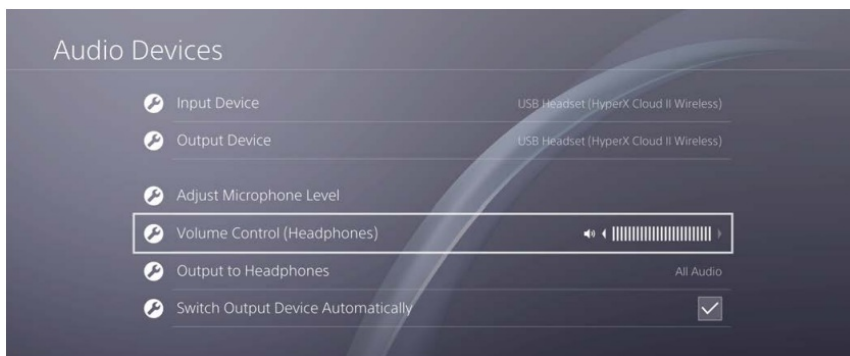 Audio Devices
Input Device USB Headset (HyperX Cloud II Wireless)
Output Device USB Headset (HyperX Cloud II Wireless)
Adjust Microphone Level
Volume Control (Headphones)
Output to Headphones All Audio
Switch Output Device Automatically